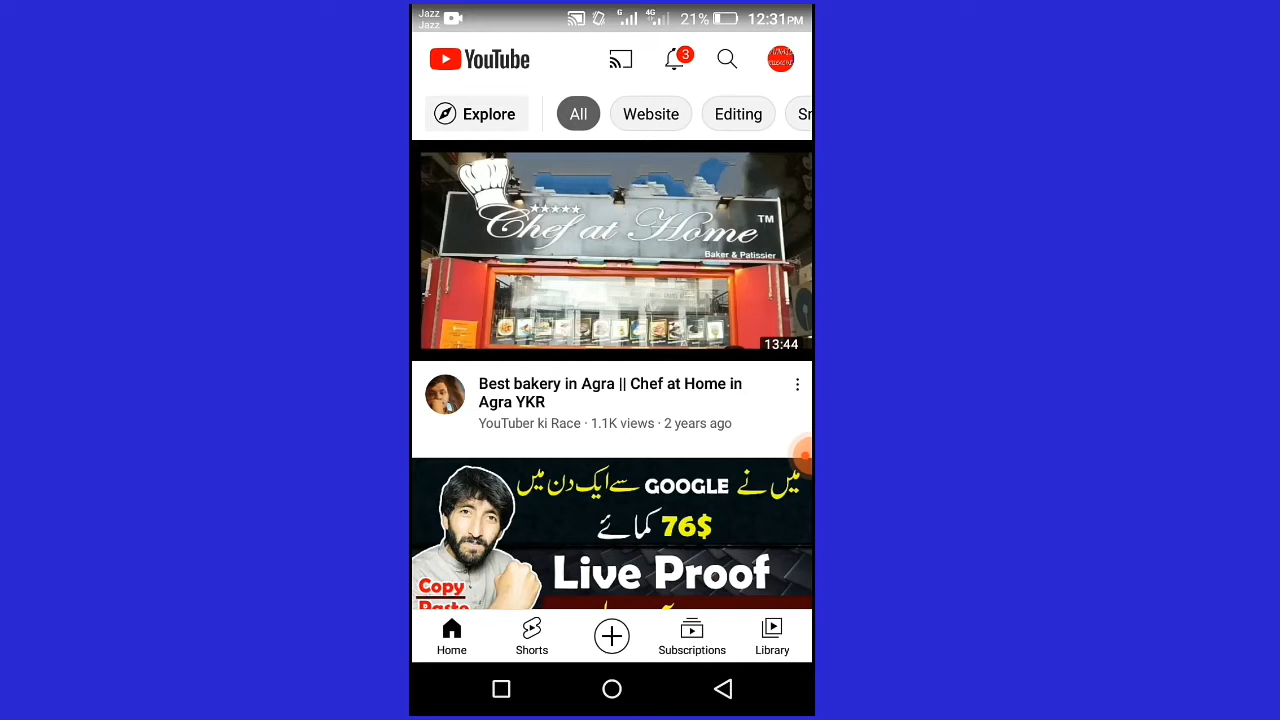 Jazz
Jazz
G
4G
21%
12:31PM
YouTube
3
Explore
All
Website
Editing
Chef at Home
TM
Baker & Patissier
13:44
Best bakery in Agra || Chef at Home in
Agra YKR
YouTuber ki Race · 1.1K views · 2 years ago
میں نے GOOGLE سے ایک دن میں
76$ کمائے
Live Proof
Copy
Paste
Home
Shorts
Subscriptions
Library